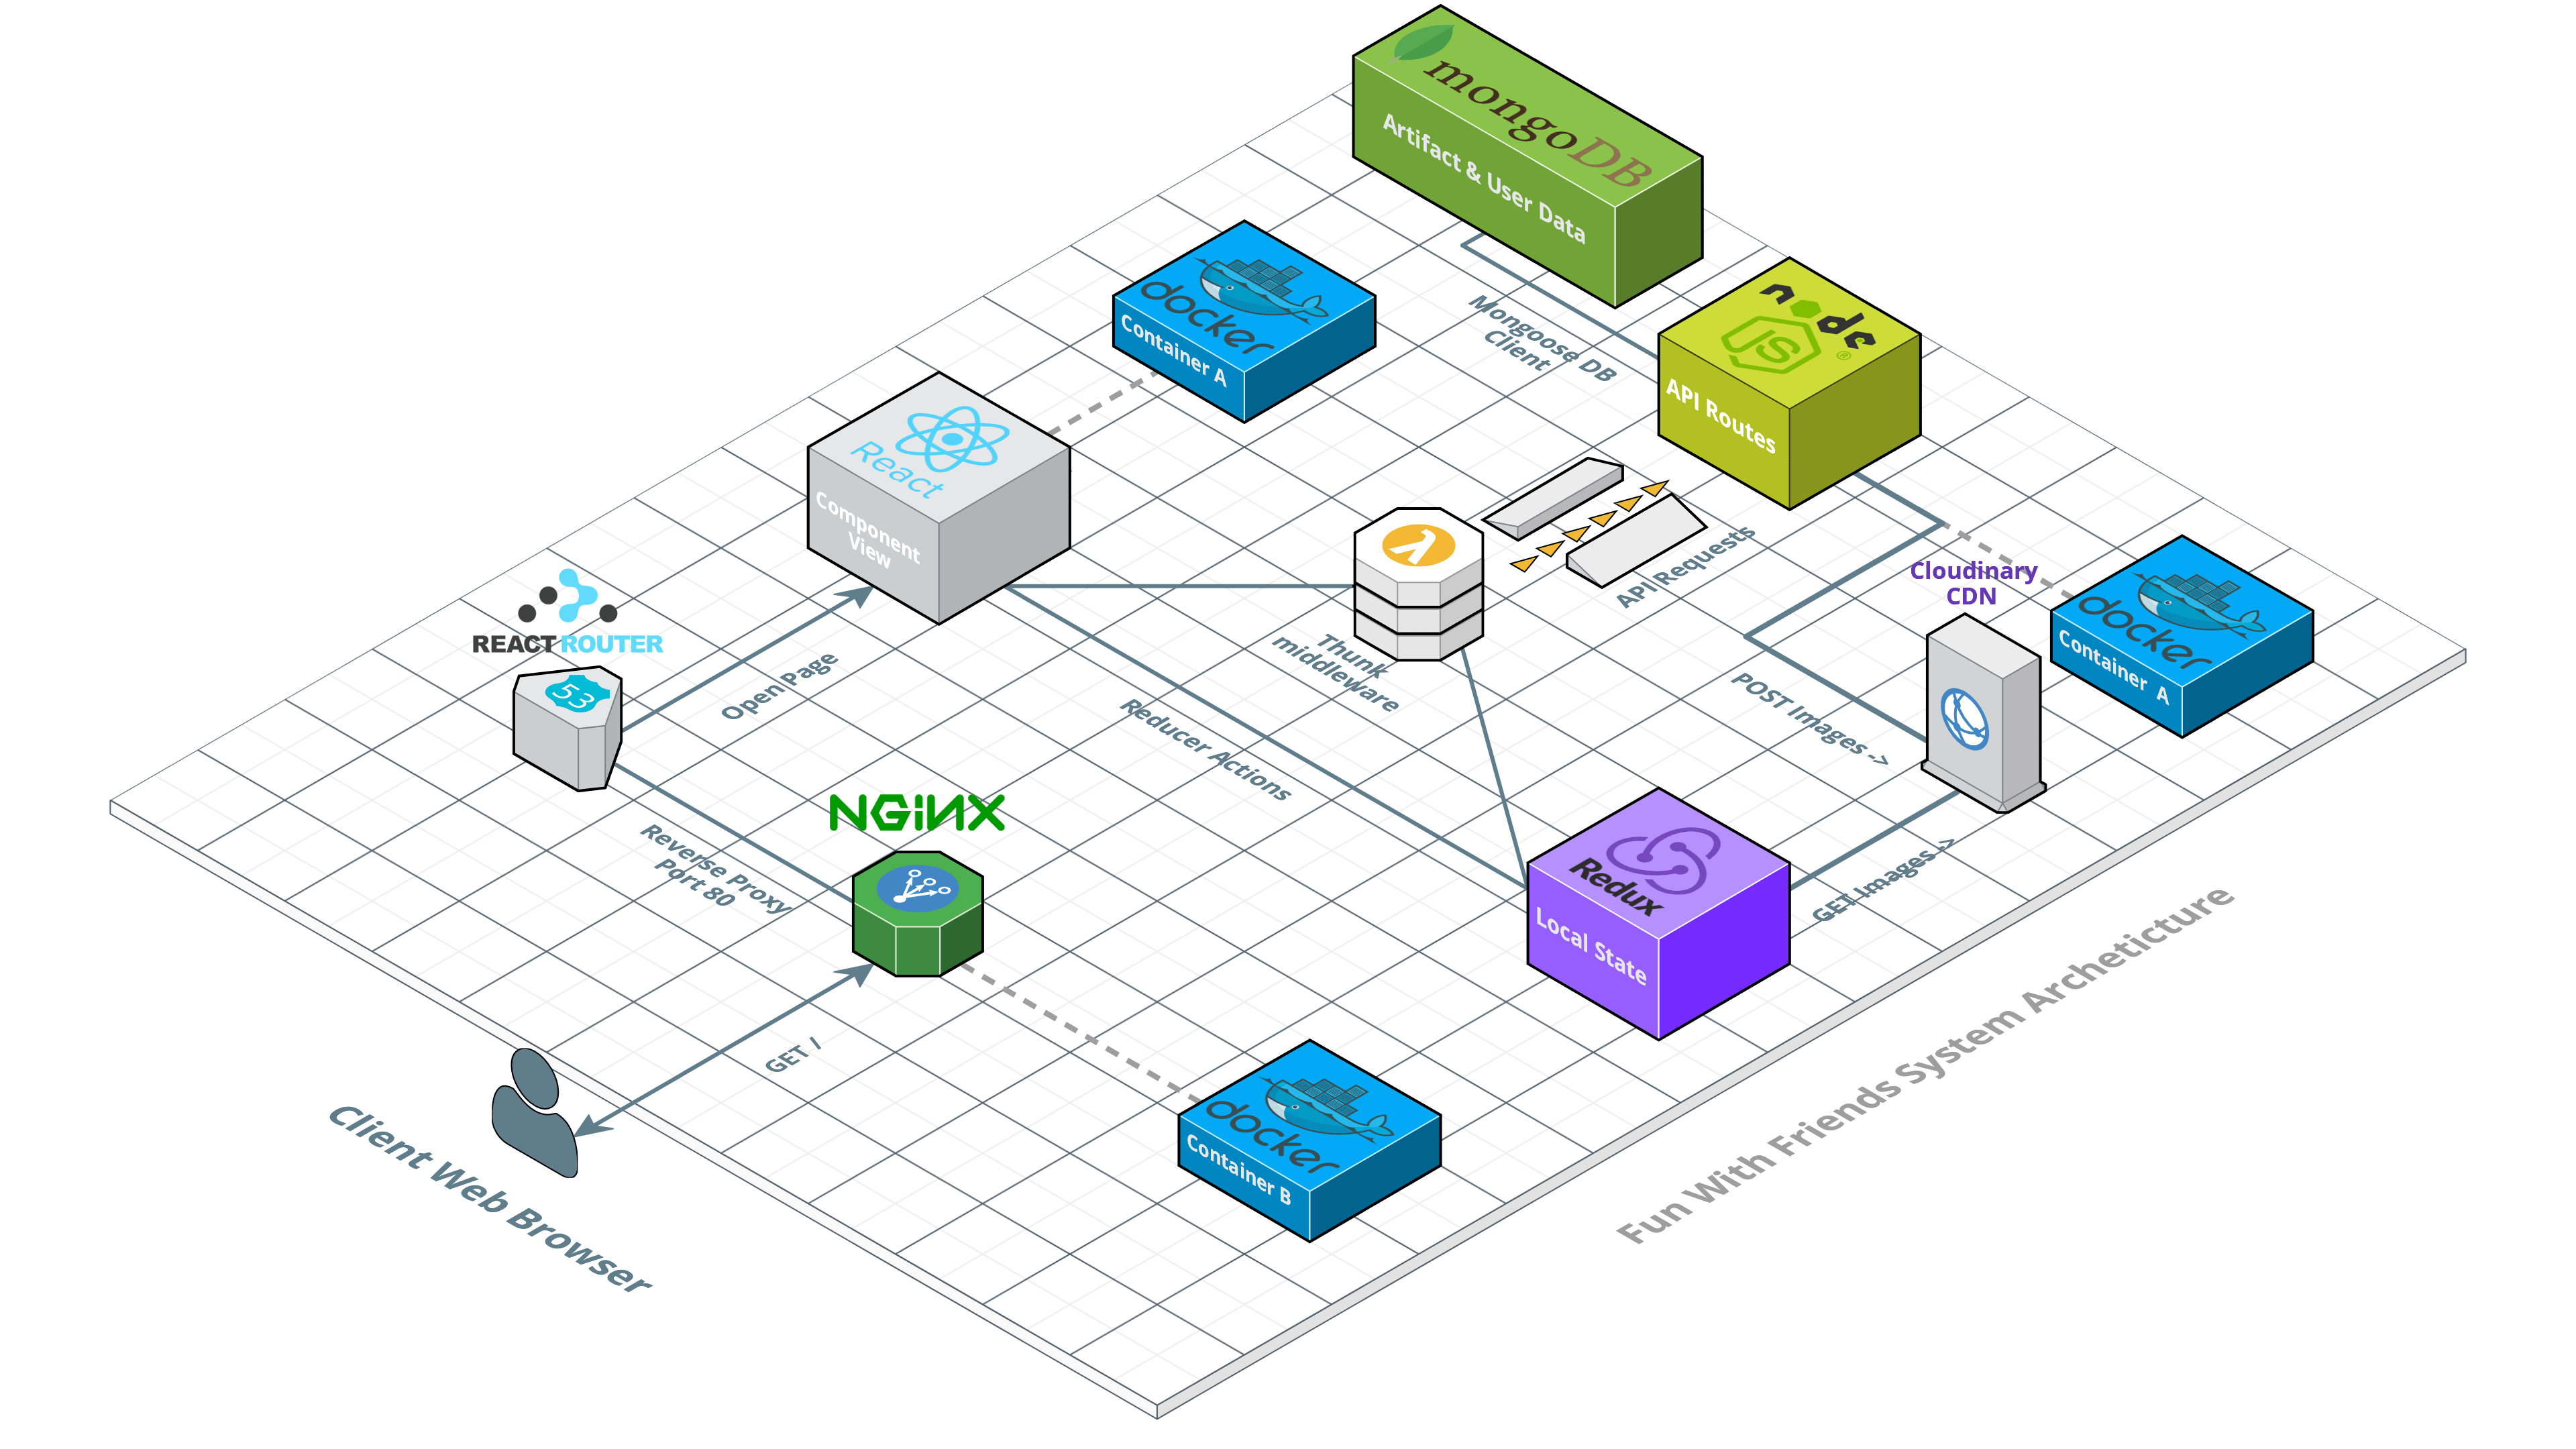 mongoDB
Artifact & User Data
docker
Container A
Mongoose DB
Client
node
JS
®
API Routes
React
Component
View
λ
API Requests
Cloudinary
CDN
docker
Container A
REACT ROUTER
53
Open Page
Thunk
middleware
Reducer Actions
POST Images ->
NGINX
Reverse Proxy
Port 80
Redux
Local State
GET Images ->
GET /
docker
Container B
Client Web Browser
Fun With Friends System Archeticture